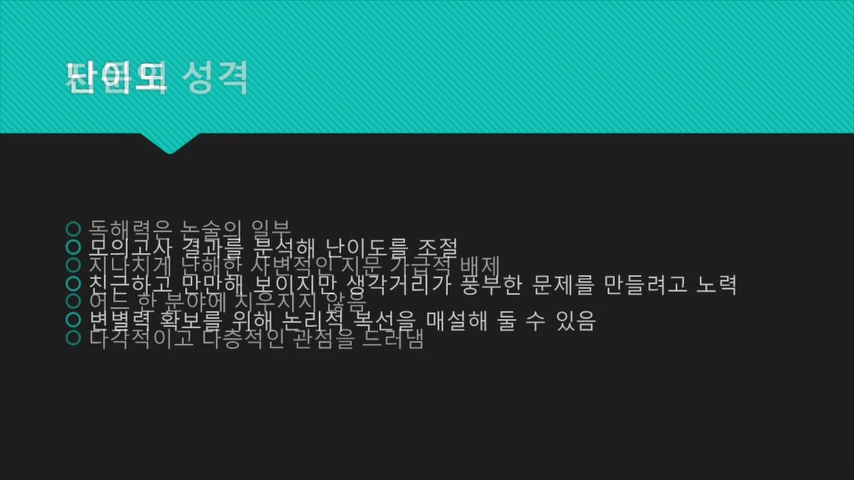 난이도
성격
독해력은 논술의 일부
모의고사 결과를 분석해 난이도를 조절
지나치게 난해한 사변적인 지문 가급적 배제
친근하고 만만해 보이지만 생각거리가 풍부한 문제를 만들려고 노력
어느 한 분야에 치우지지 않음
변별력 확보를 위해 논리적 복선을 매설해 둘 수 있음
다각적이고 다층적인 관점을 드러냄